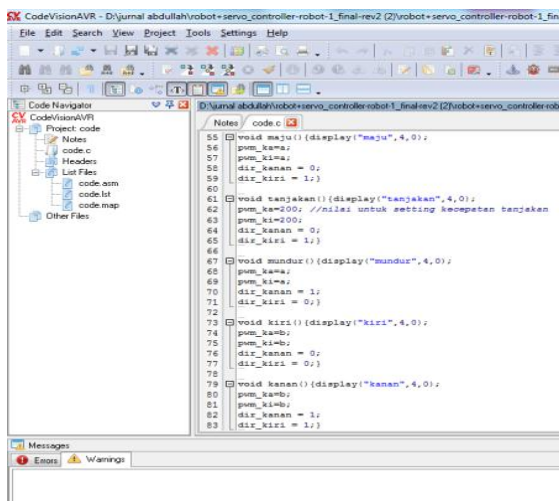 CodeVisionAVR - D:\jurnal abdullah\robot+servo_controller-robot-1_final-rev2 (2)\robot+servo_controller-robot-1_fina
File Edit Search View Project Tools Settings Help
Code Navigator
CodeVisionAVR
Project: code
Notes
code.c
Headers
List Files
code.asm
code.lst
code.map
Other Files
D:\jurnal abdullah\robot+servo_controller-robot-1_final-rev2 (2)\robot+servo_controller-rob
Notes code.c
55 void maju(){display("maju",4,0);
56 pwm_ka=a;
57 pwm_ki=a;
58 dir_kanan = 0;
59 dir_kiri = 1;}
60
61 void tanjakan(){display("tanjakan",4,0);
62 pwm_ka=200; //nilai untuk setting kecepatan tanjakan
63 pwm_ki=200;
64 dir_kanan = 0;
65 dir_kiri = 1;}
66
67 void mundur(){display("mundur",4,0);
68 pwm_ka=a;
69 pwm_ki=a;
70 dir_kanan = 1;
71 dir_kiri = 0;}
72
73 void kiri(){display("kiri",4,0);
74 pwm_ka=b;
75 pwm_ki=b;
76 dir_kanan = 0;
77 dir_kiri = 0;}
78
79 void kanan(){display("kanan",4,0);
80 pwm_ka=b;
81 pwm_ki=b;
82 dir_kanan = 1;
83 dir_kiri = 1;}
Messages
Errors Warnings